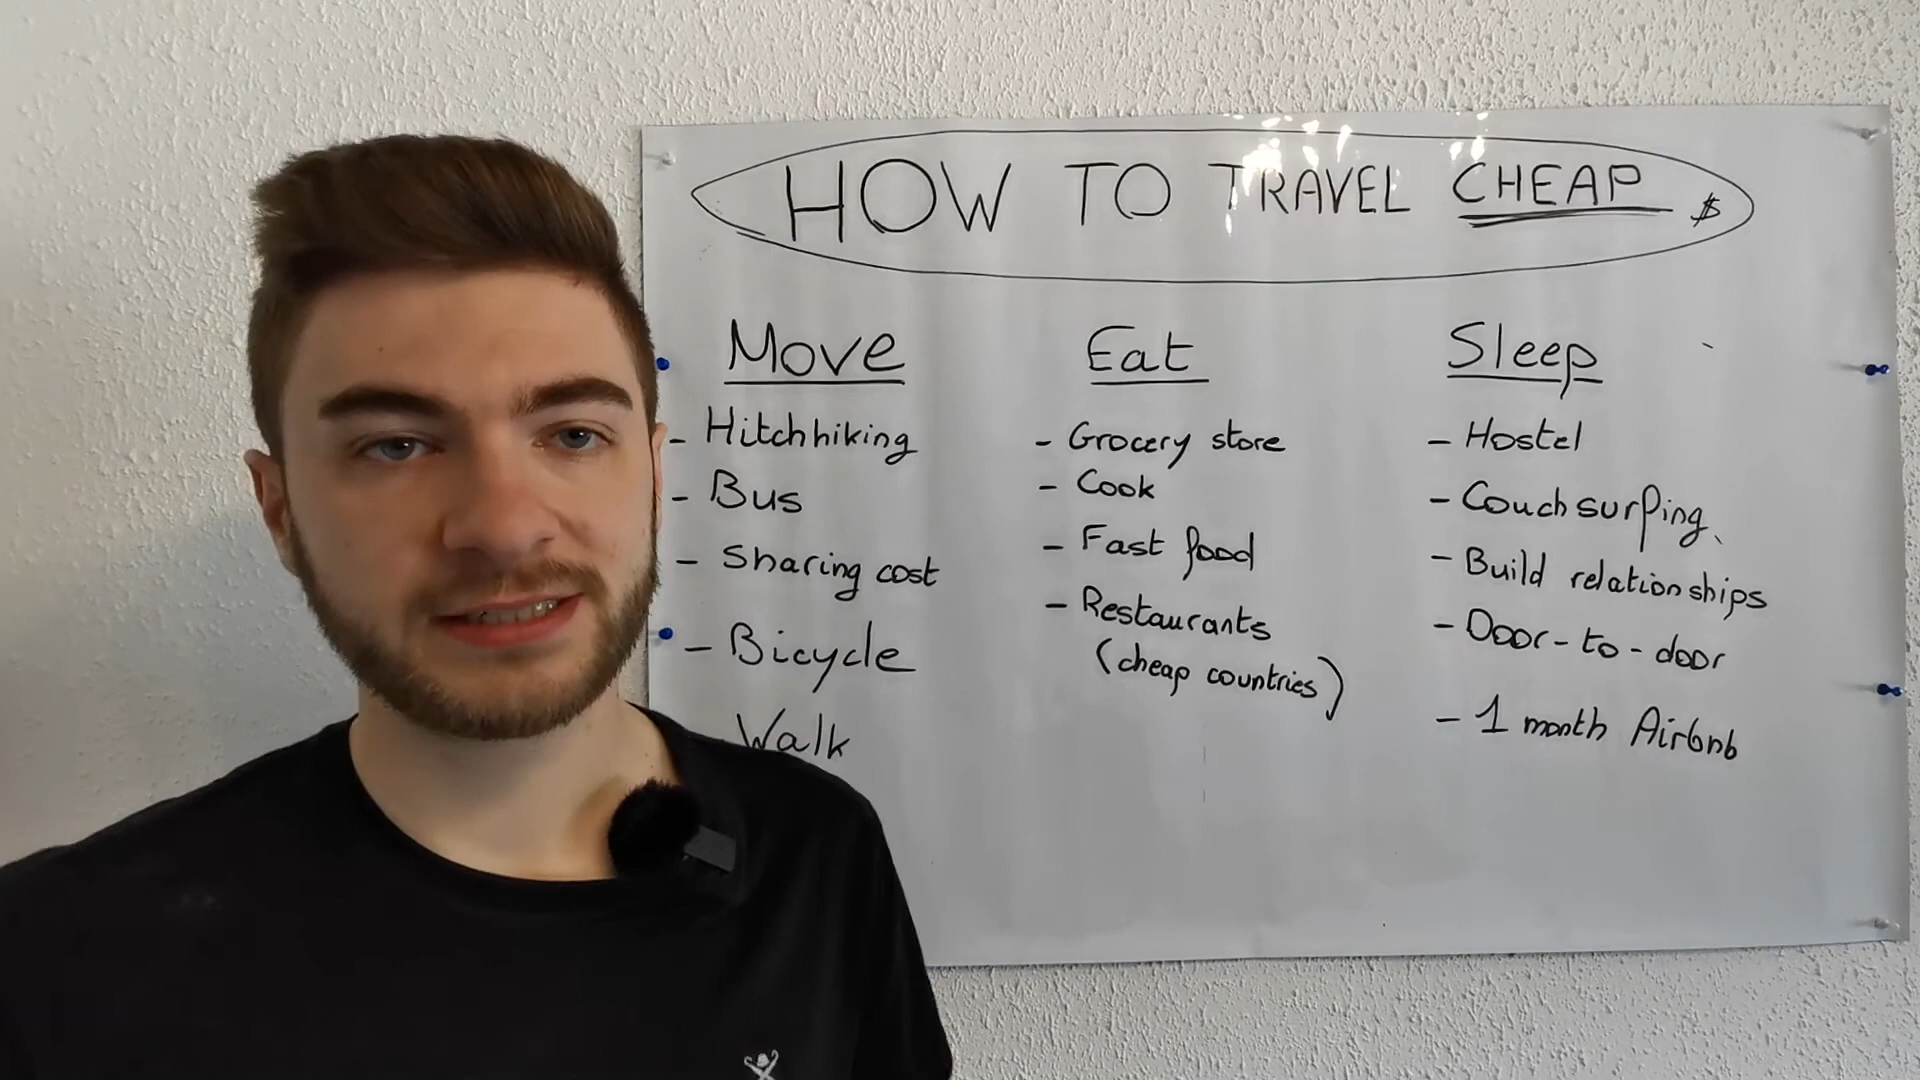 HOW TO TRAVEL CHEAP $
Move
- Hitchhiking
- Bus
- Sharing cost
- Bicycle
Walk
Eat
- Grocery store
- Cook
- Fast food
- Restaurants
(cheap countries)
Sleep
- Hostel
- Couchsurfing
- Build relationships
- Door-to-door
- 1 month Airbnb